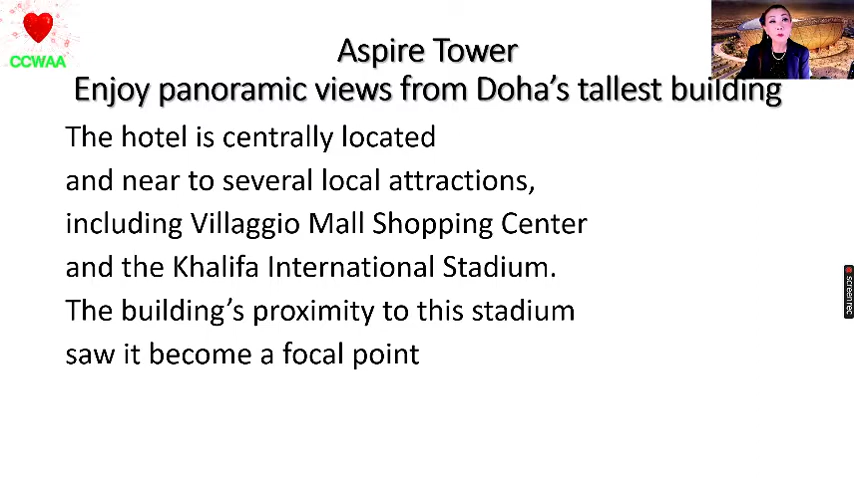 CCWAA
Aspire Tower
Enjoy panoramic views from Doha's tallest building
The hotel is centrally located
and near to several local attractions,
including Villaggio Mall Shopping Center
and the Khalifa International Stadium.
The building's proximity to this stadium
saw it become a focal point
screenrec